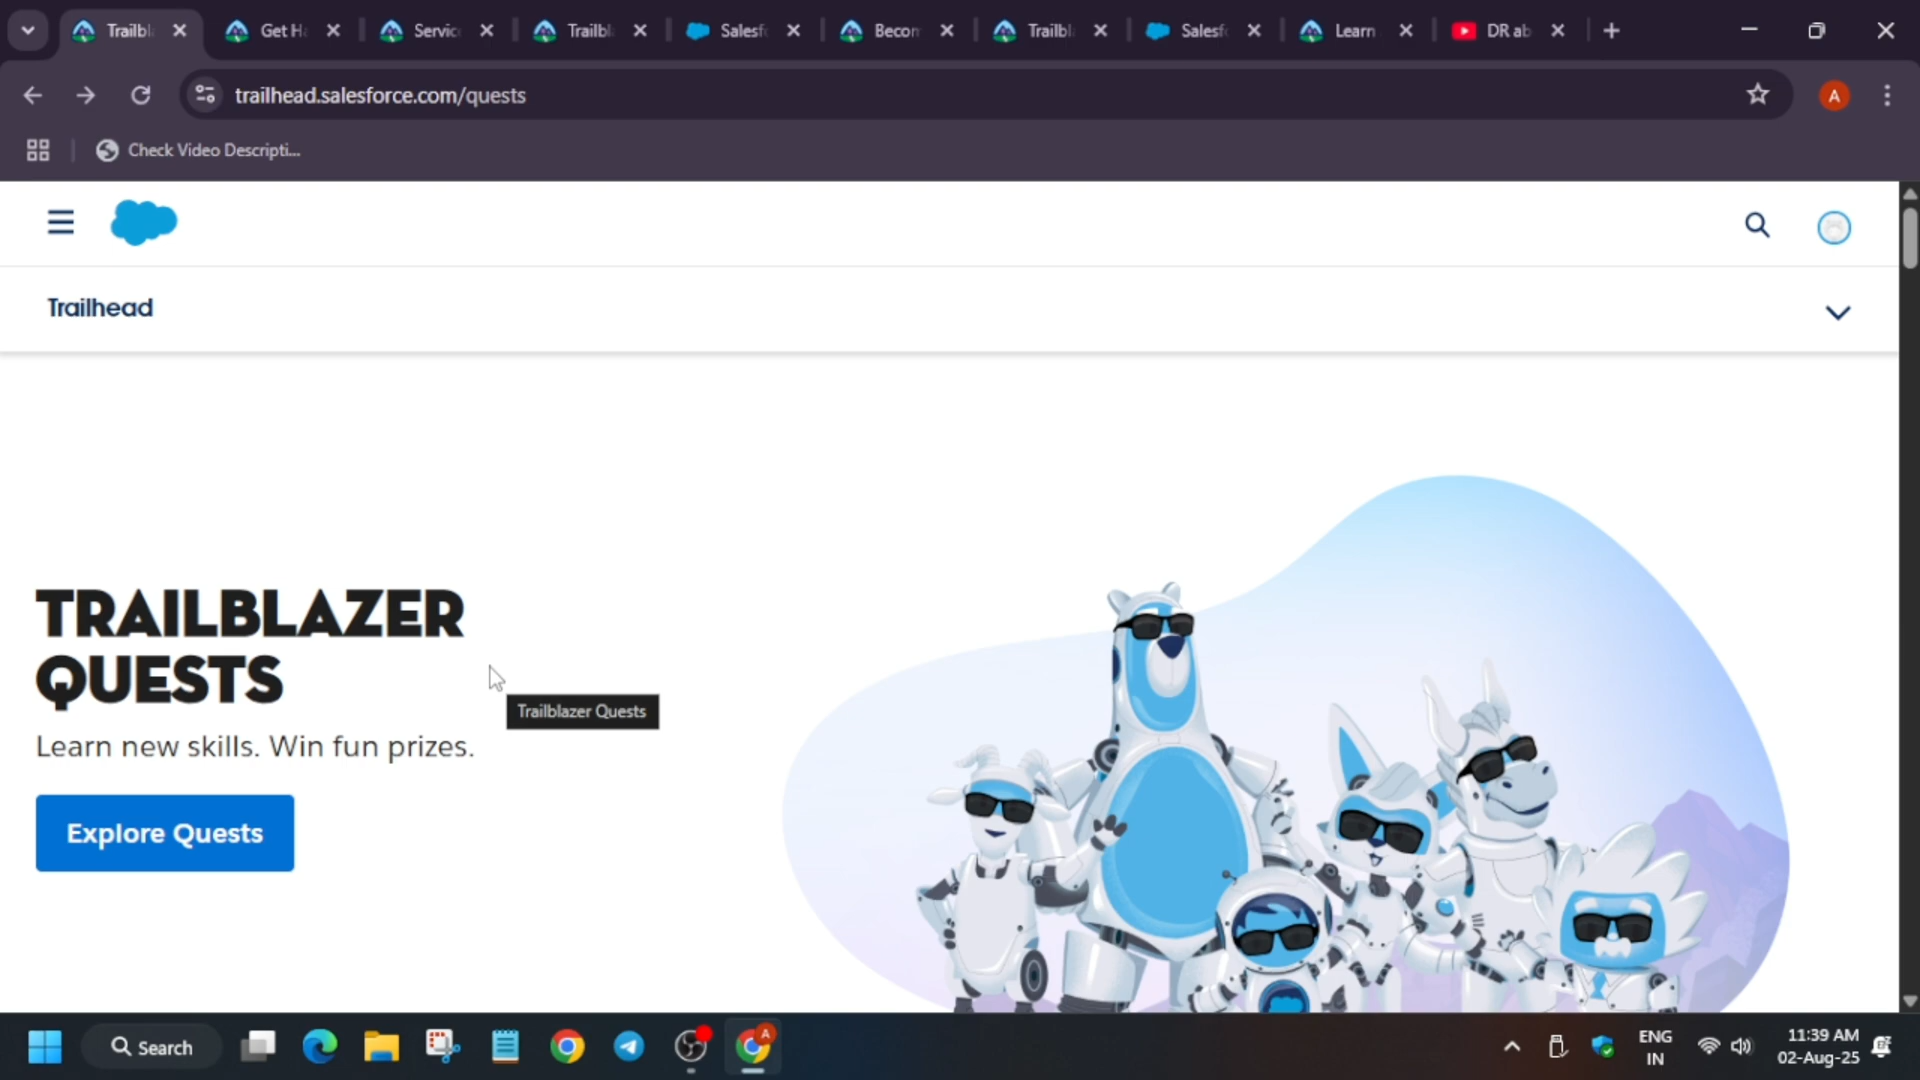 Trailbl
Get H
Servic
Trailbl
Salesf
Becom
Trailbl
Salesf
Learn
DR ab
trailhead.salesforce.com/quests
A
Check Video Descripti...
Trailhead
TRAILBLAZER
QUESTS
Trailblazer Quests
Learn new skills. Win fun prizes.
Explore Quests
Search
A
ENG
IN
11:39 AM
02-Aug-25